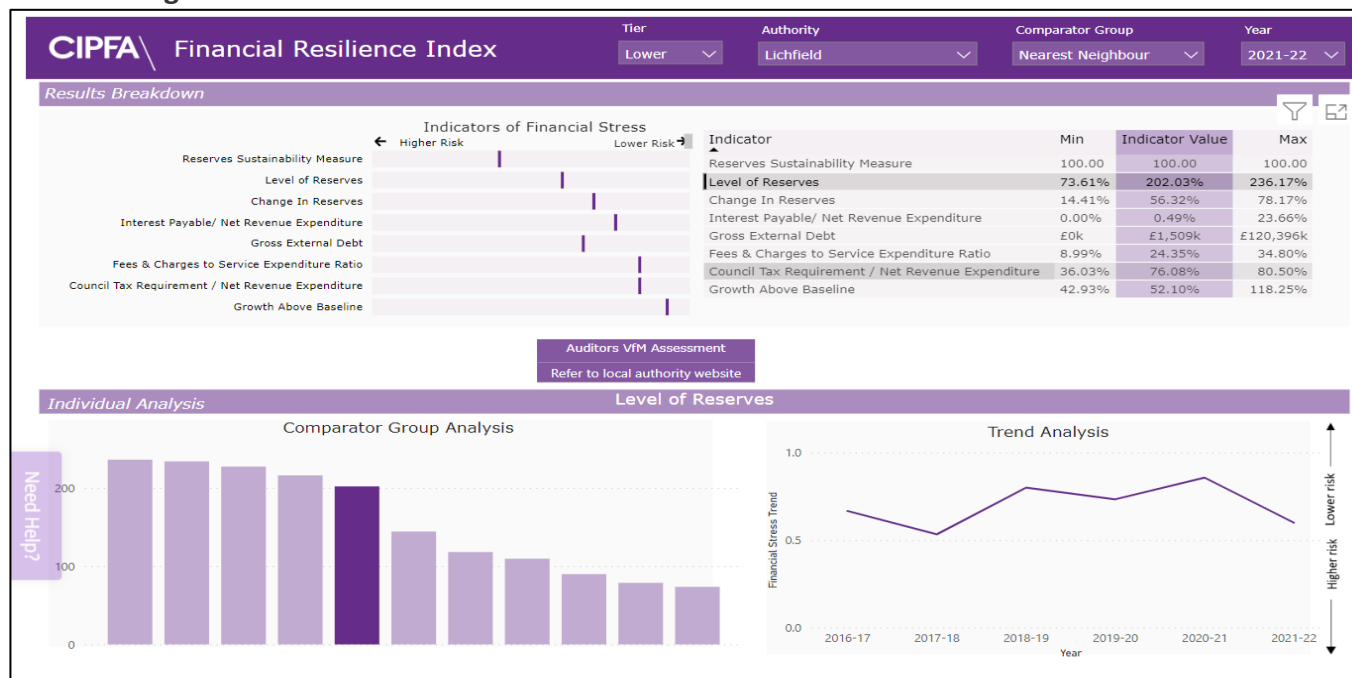 CIPFA\ Financial Resilience Index
Tier Authority Comparator Group Year
Lower Lichfield Nearest Neighbour 2021-22
Results Breakdown
Indicators of Financial Stress
← Higher Risk Lower Risk →
Reserves Sustainability Measure
Level of Reserves
Change In Reserves
Interest Payable/ Net Revenue Expenditure
Gross External Debt
Fees & Charges to Service Expenditure Ratio
Council Tax Requirement / Net Revenue Expenditure
Growth Above Baseline
Indicator Min Indicator Value Max
Reserves Sustainability Measure 100.00 100.00 100.00
Level of Reserves 73.61% 202.03% 236.17%
Change In Reserves 14.41% 56.32% 78.17%
Interest Payable/ Net Revenue Expenditure 0.00% 0.49% 23.66%
Gross External Debt £0k £1,509k £120,396k
Fees & Charges to Service Expenditure Ratio 8.99% 24.35% 34.80%
Council Tax Requirement / Net Revenue Expenditure 36.03% 76.08% 80.50%
Growth Above Baseline 42.93% 52.10% 118.25%
Auditors VfM Assessment
Refer to local authority website
Individual Analysis Level of Reserves
Comparator Group Analysis
200
100
0
Need Help?
Trend Analysis
1.0
0.5
0.0
Financial Stress Trend
2016-17 2017-18 2018-19 2019-20 2020-21 2021-22
Year
Higher risk Lower risk